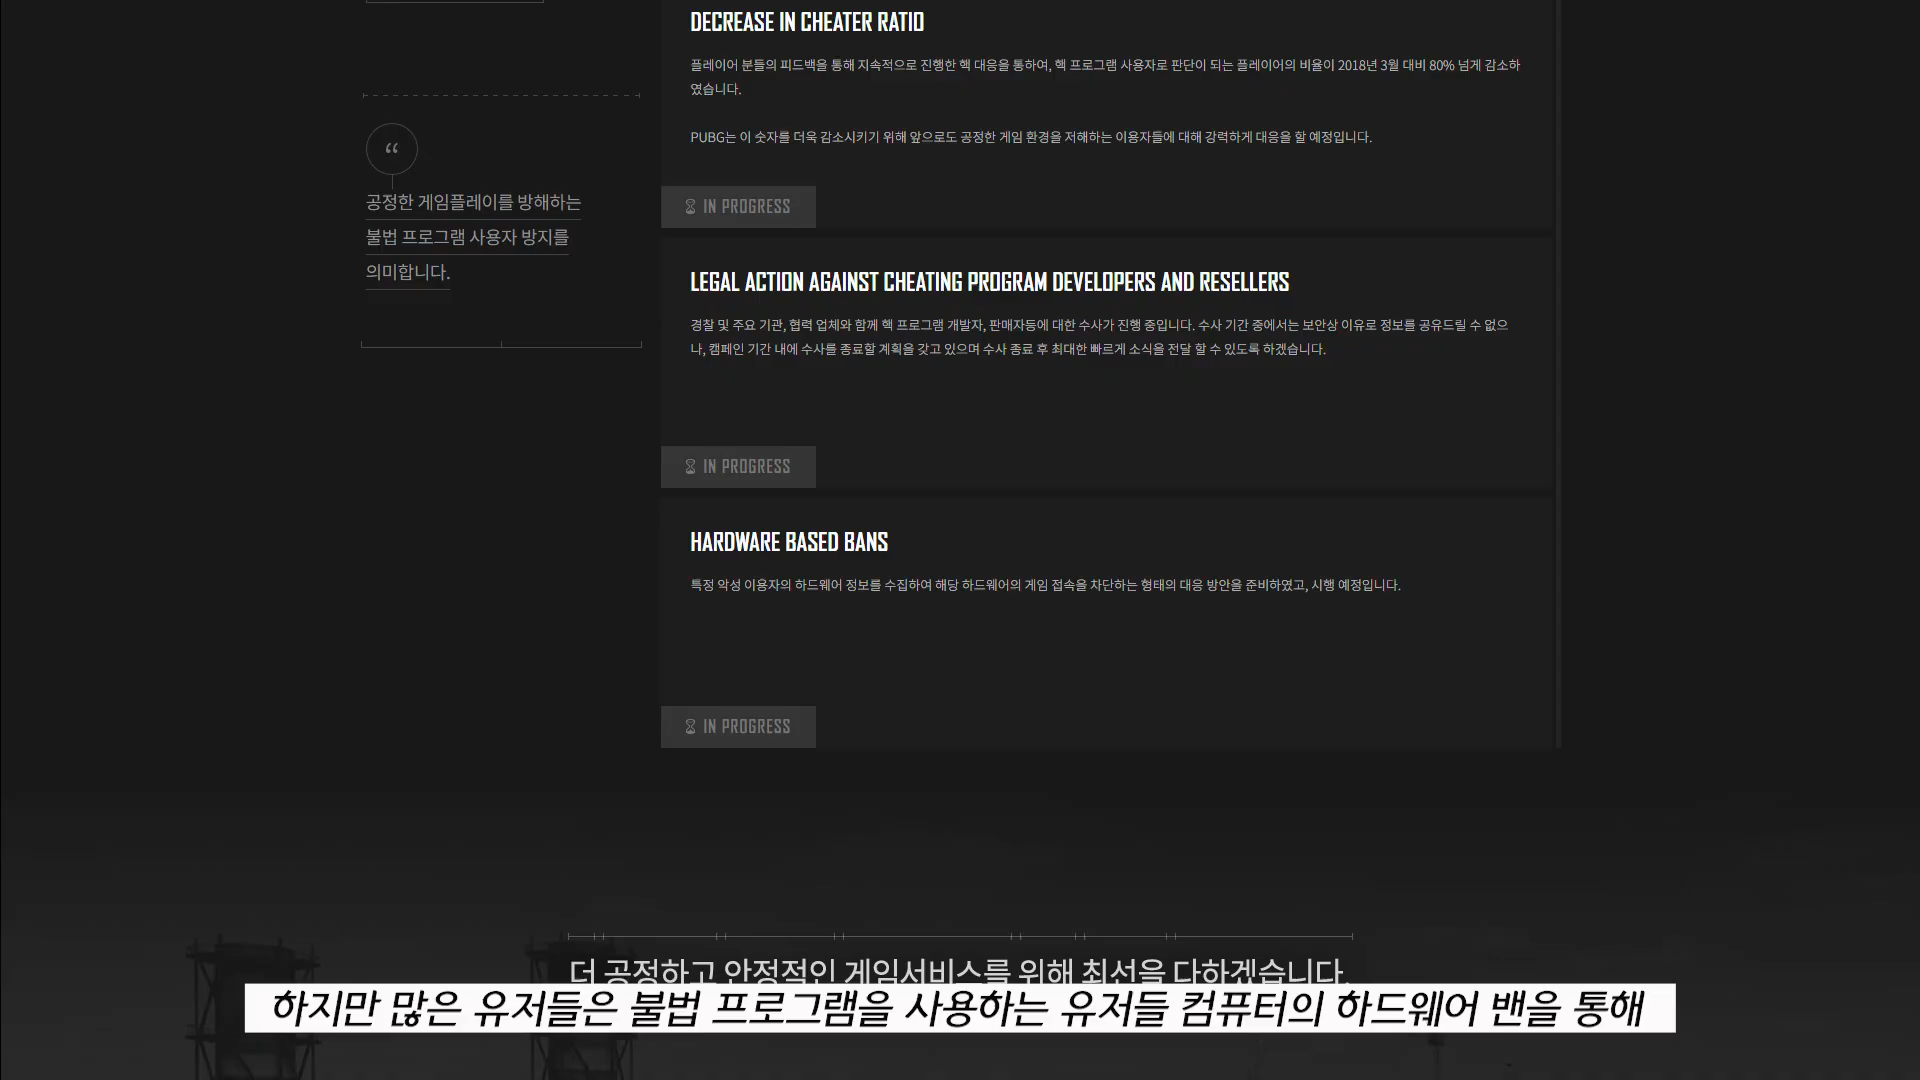 DECREASE IN CHEATER RATIO
플레이어 분들의 피드백을 통해 지속적으로 진행한 핵 대응을 통하여, 핵 프로그램 사용자로 판단이 되는 플레이어의 비율이 2018년 3월 대비 80% 넘게 감소하
였습니다.
PUBG는 이 숫자를 더욱 감소시키기 위해 앞으로도 공정한 게임 환경을 저해하는 이용자들에 대해 강력하게 대응을 할 예정입니다.
IN PROGRESS
“
공정한 게임플레이를 방해하는
불법 프로그램 사용자 방지를
의미합니다.
LEGAL ACTION AGAINST CHEATING PROGRAM DEVELOPERS AND RESELLERS
경찰 및 주요 기관, 협력 업체와 함께 핵 프로그램 개발자, 판매자등에 대한 수사가 진행 중입니다. 수사 기간 중에서는 보안상 이유로 정보를 공유드릴 수 없으
나, 캠페인 기간 내에 수사를 종료할 계획을 갖고 있으며 수사 종료 후 최대한 빠르게 소식을 전달 할 수 있도록 하겠습니다.
IN PROGRESS
HARDWARE BASED BANS
특정 악성 이용자의 하드웨어 정보를 수집하여 해당 하드웨어의 게임 접속을 차단하는 형태의 대응 방안을 준비하였고, 시행 예정입니다.
IN PROGRESS
더 공정하고 안정적인 게임서비스를 위해 최선을 다하겠습니다.
하지만 많은 유저들은 불법 프로그램을 사용하는 유저들 컴퓨터의 하드웨어 밴을 통해